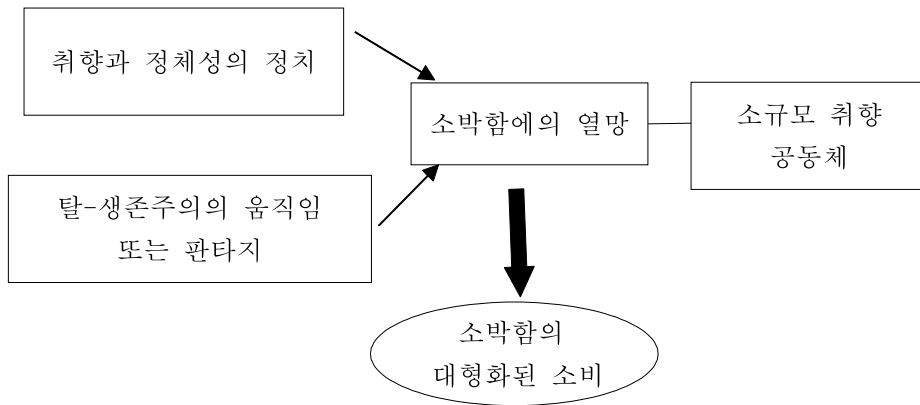 취향과 정체성의 정치
소박함에의 열망
소규모 취향
공동체
탈-생존주의의 움직임
또는 판타지
소박함의
대형화된 소비